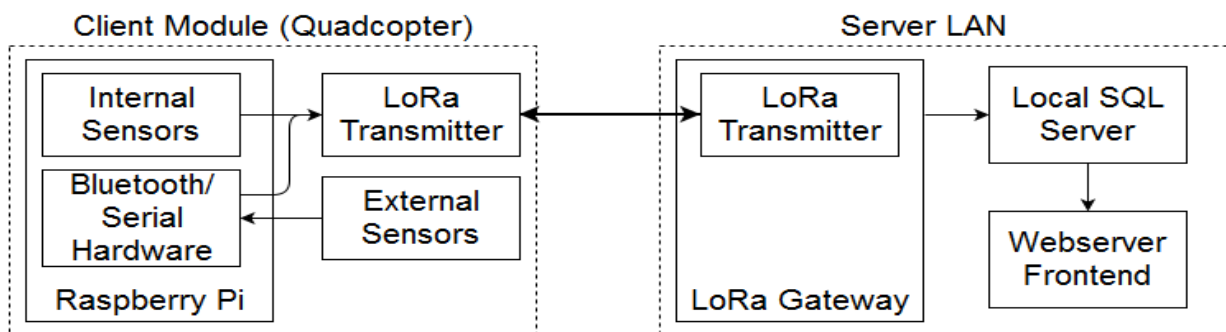 Client Module (Quadcopter)
Internal
Sensors
LoRa
Transmitter
Bluetooth/
Serial
Hardware
External
Sensors
Raspberry Pi
Server LAN
LoRa
Transmitter
LoRa Gateway
Local SQL
Server
Webserver
Frontend